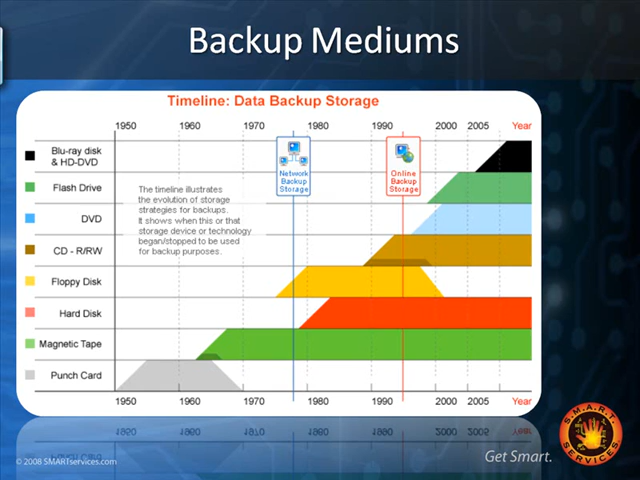 Backup Mediums
Timeline: Data Backup Storage
1950 1960 1970 1980 1990 2000 2005 Year
Blu-ray disk
& HD-DVD
Flash Drive
DVD
CD - R/RW
Floppy Disk
Hard Disk
Magnetic Tape
Punch Card
The timeline illustrates
the evolution of storage
strategies for backups.
It shows when this or that
storage device or technology
began/stopped to be used
for backup purposes.
Network
Backup
Storage
Online
Backup
Storage
1950 1960 1970 1980 1990 2000 2005 Year
© 2008 SMARTservices.com
Get Smart.
S.M.A.R.T.
SERVICES